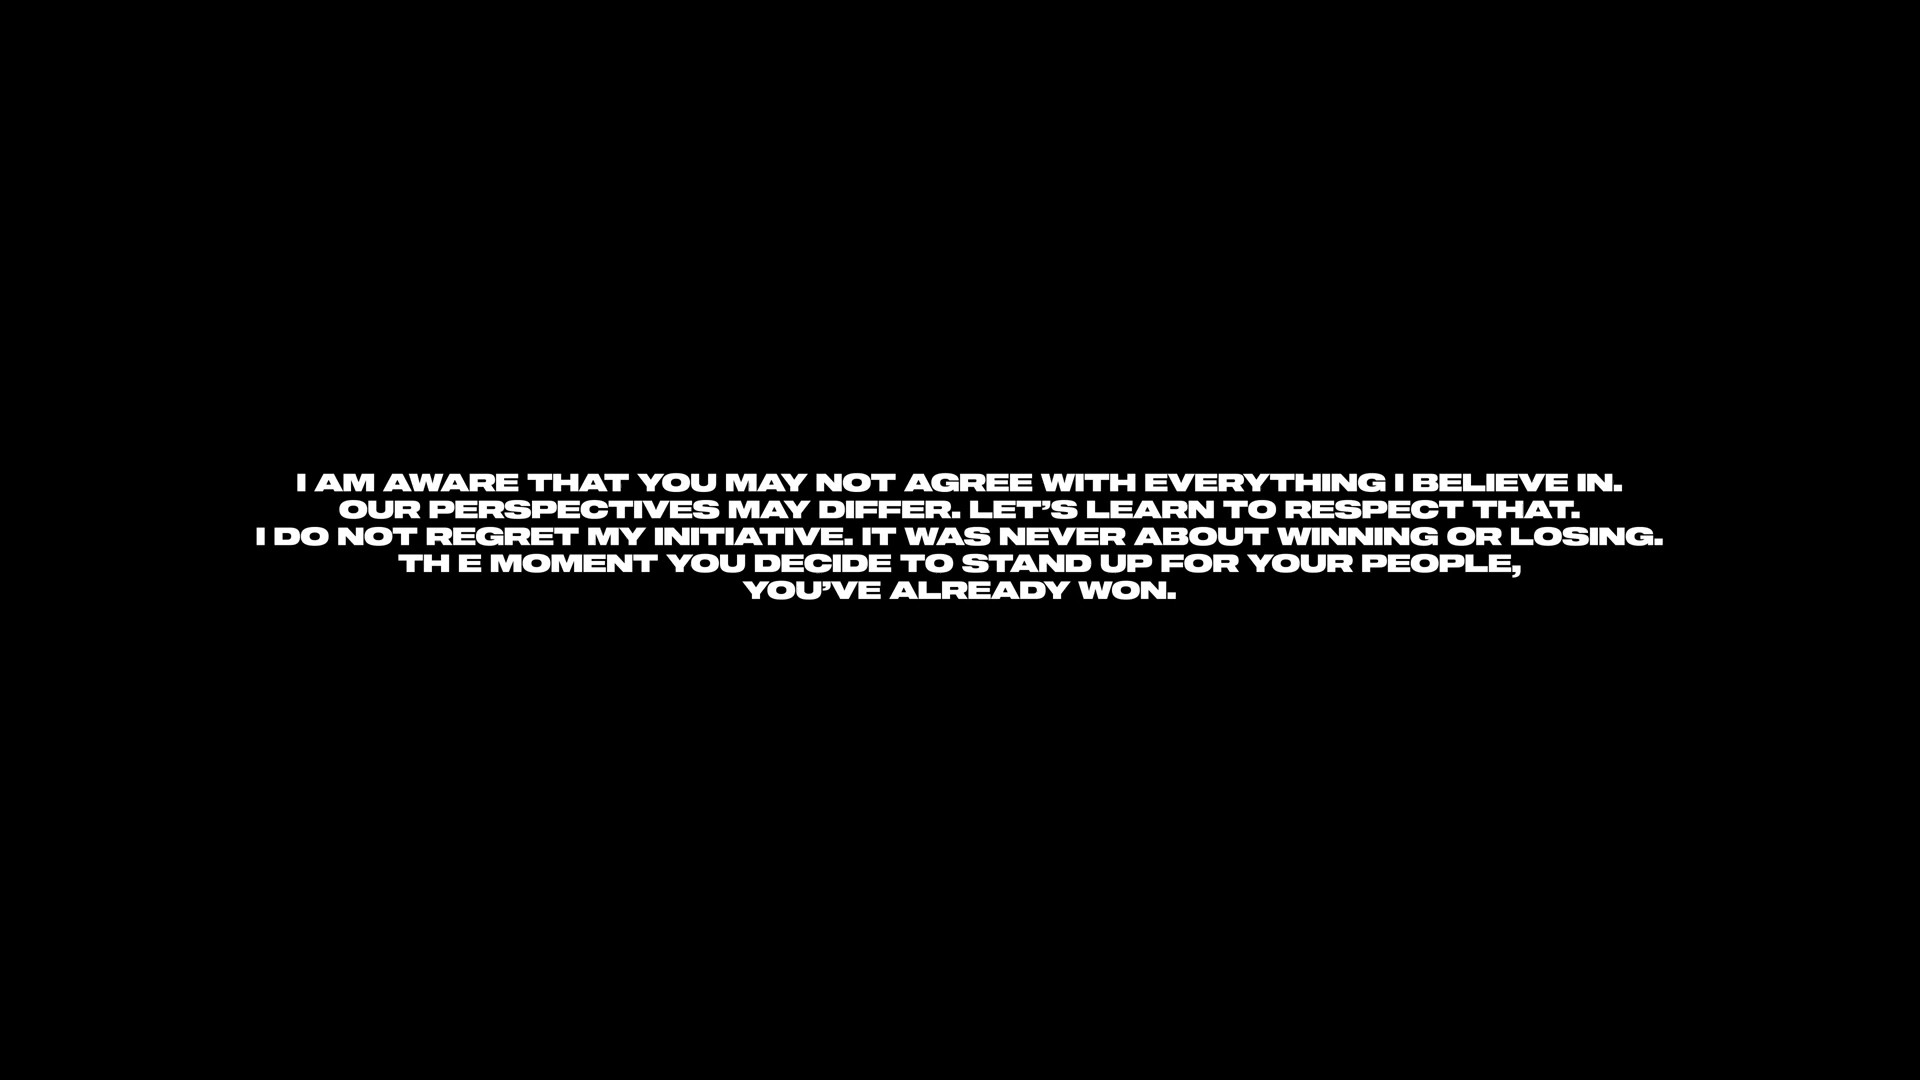 I AM AWARE THAT YOU MAY NOT AGREE WITH EVERYTHING I BELIEVE IN.
OUR PERSPECTIVES MAY DIFFER. LET’S LEARN TO RESPECT THAT.
I DO NOT REGRET MY INITIATIVE. IT WAS NEVER ABOUT WINNING OR LOSING.
TH E MOMENT YOU DECIDE TO STAND UP FOR YOUR PEOPLE,
YOU’VE ALREADY WON.